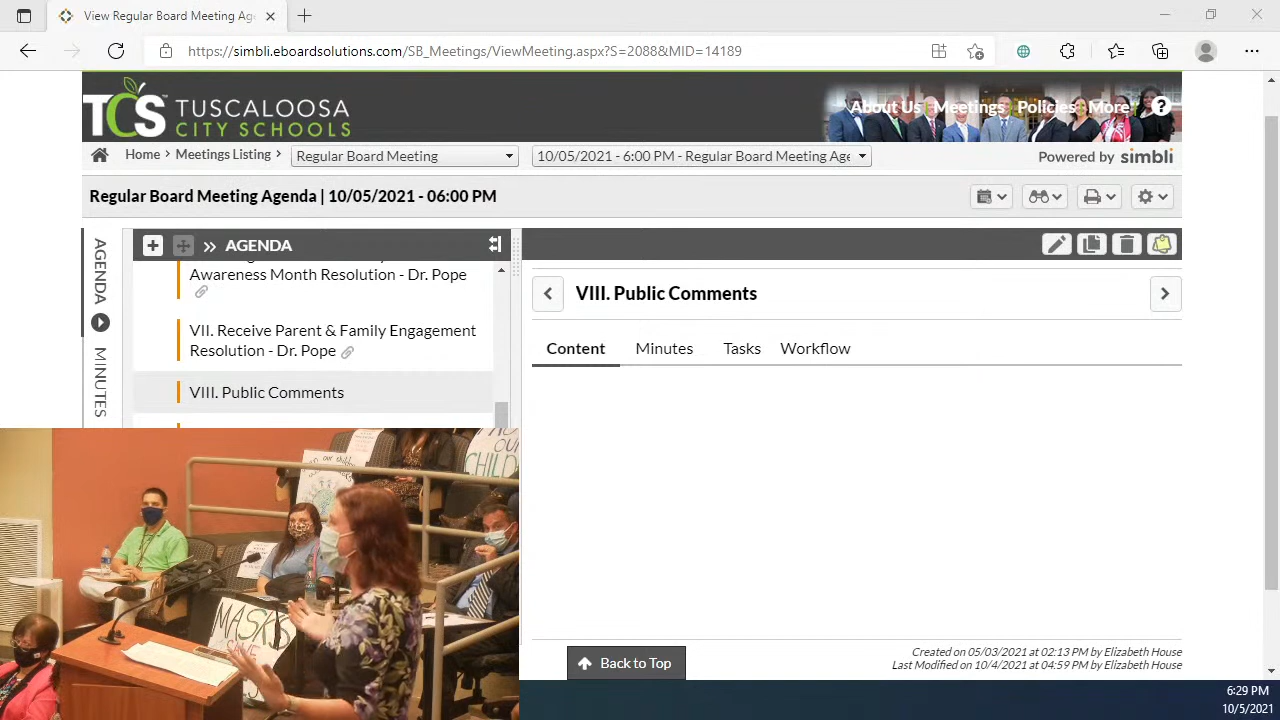 View Regular Board Meeting Age
https://simbli.eboardsolutions.com/SB_Meetings/ViewMeeting.aspx?S=2088&MID=14189
TCS TUSCALOOSA
CITY SCHOOLS
About Us Meetings Policies More ?
Home > Meetings Listing >
Regular Board Meeting
10/05/2021 - 6:00 PM - Regular Board Meeting Age
Powered by simbli
Regular Board Meeting Agenda | 10/05/2021 - 06:00 PM
AGENDA
MINUTES
AGENDA
Awareness Month Resolution - Dr. Pope
VII. Receive Parent & Family Engagement
Resolution - Dr. Pope
VIII. Public Comments
VIII. Public Comments
Content Minutes Tasks Workflow
OUR
CHILD
our
MASKS
Back to Top
Created on 05/03/2021 at 02:13 PM by Elizabeth House
Last Modified on 10/4/2021 at 04:59 PM by Elizabeth House
6:29 PM
10/5/2021